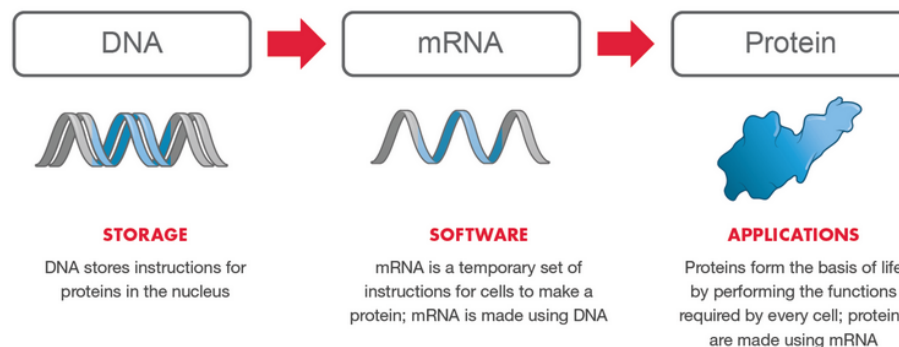 DNA
mRNA
Protein
STORAGE
DNA stores instructions for
proteins in the nucleus
SOFTWARE
mRNA is a temporary set of
instructions for cells to make a
protein; mRNA is made using DNA
APPLICATIONS
Proteins form the basis of life
by performing the functions
required by every cell; protein
are made using mRNA